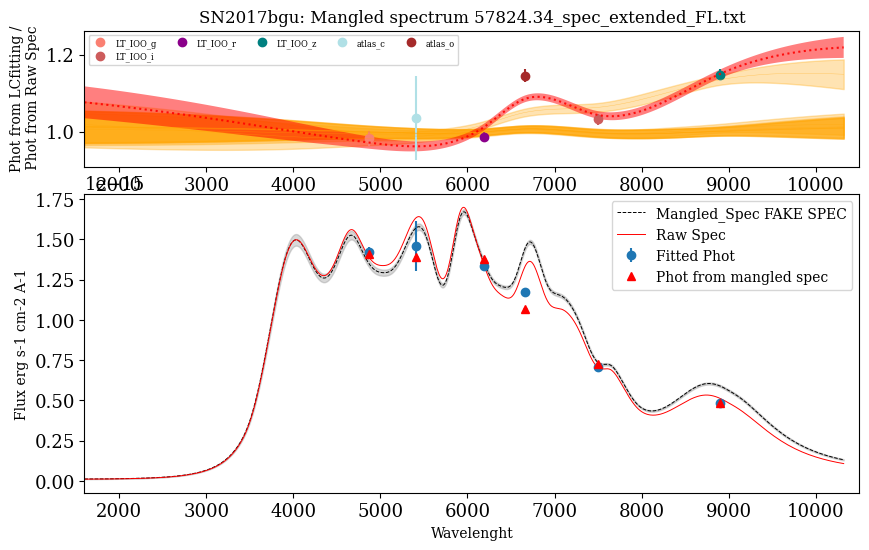 SN2017bgu: Mangled spectrum 57824.34_spec_extended_FL.txt
Phot from LCfitting /
Phot from Raw Spec
1.2
1.0
LT_IOO_g
LT_IOO_r
LT_IOO_z
atlas_c
atlas_o
LT_IOO_i
2000
3000
4000
5000
6000
7000
8000
9000
10000
1e−15
Flux erg s-1 cm-2 A-1
1.75
1.50
1.25
1.00
0.75
0.50
0.25
0.00
Mangled_Spec FAKE SPEC
Raw Spec
Fitted Phot
Phot from mangled spec
2000
3000
4000
5000
6000
7000
8000
9000
10000
Wavelenght